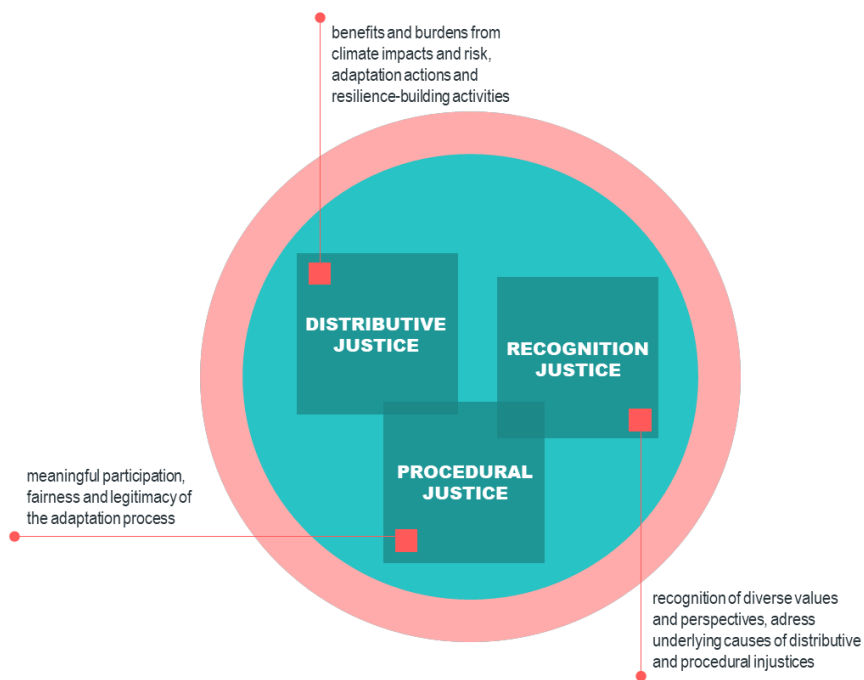 benefits and burdens from
climate impacts and risk,
adaptation actions and
resilience-building activities
DISTRIBUTIVE
JUSTICE
RECOGNITION
JUSTICE
PROCEDURAL
JUSTICE
meaningful participation,
fairness and legitimacy of
the adaptation process
recognition of diverse values
and perspectives, adress
underlying causes of distributive
and procedural injustices